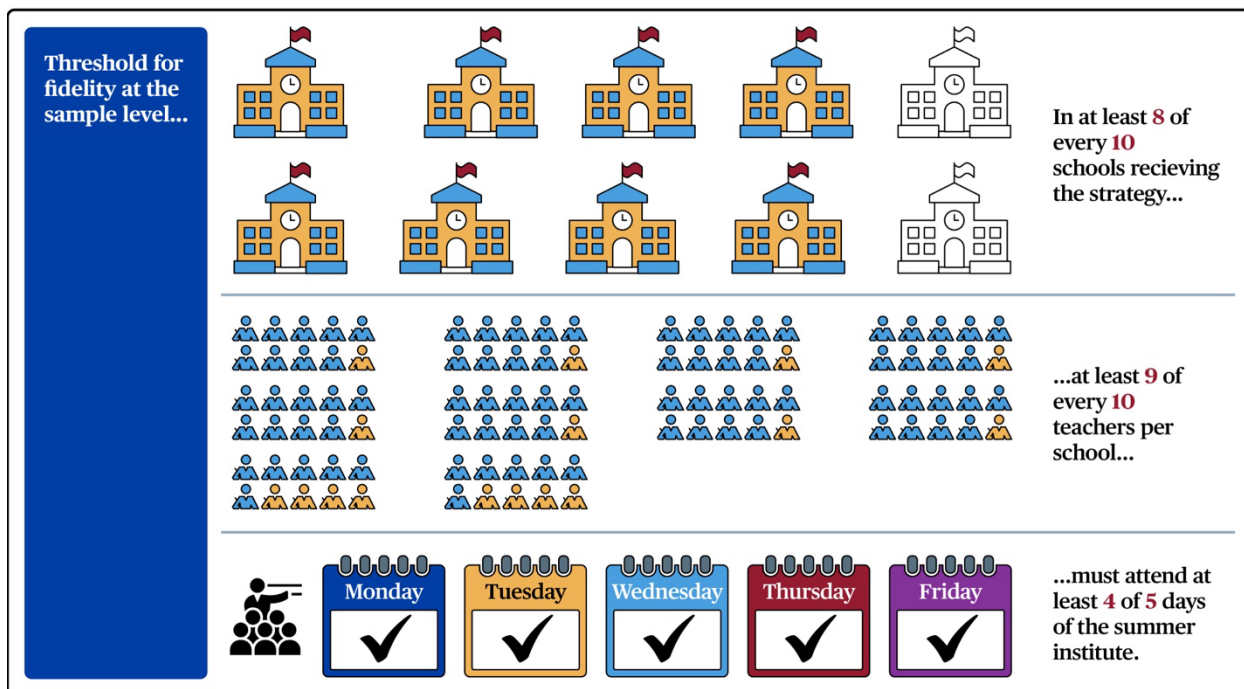 Threshold for
fidelity at the
sample level...
In at least 8 of
every 10
schools recieving
the strategy...
...at least 9 of
every 10
teachers per
school...
Monday
Tuesday
Wednesday
Thursday
Friday
...must attend at
least 4 of 5 days
of the summer
institute.